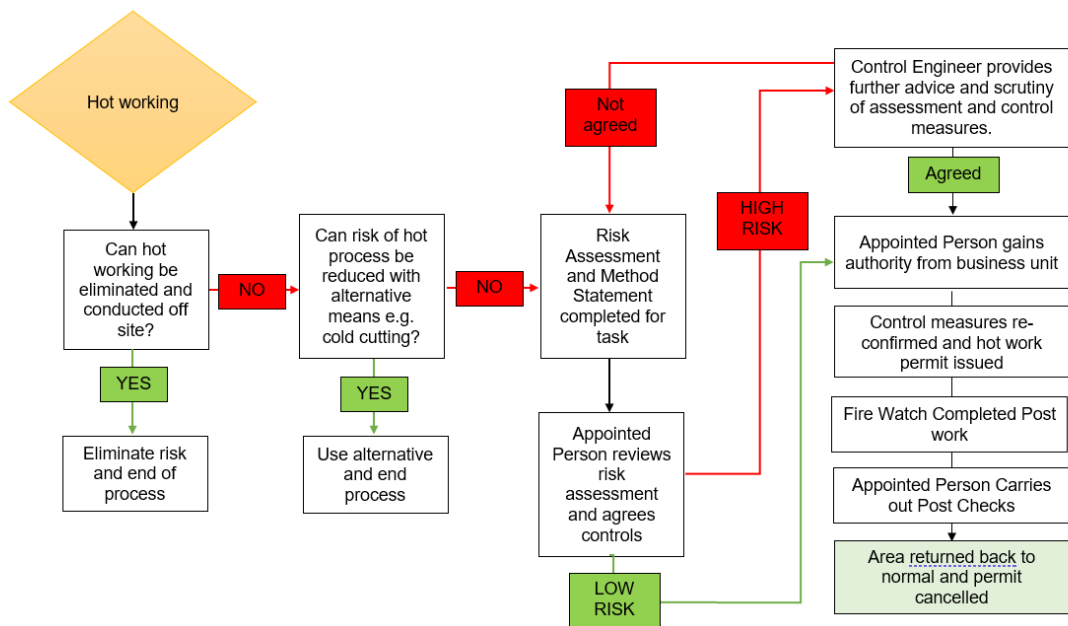 Hot working
Can hot
working be
eliminated and
conducted off
site?
NO
YES
Eliminate risk
and end of
process
Can risk of hot
process be
reduced with
alternative
means e.g.
cold cutting?
NO
YES
Use alternative
and end
process
Not
agreed
Risk
Assessment
and Method
Statement
completed for
task
Appointed
Person reviews
risk
assessment
and agrees
controls
LOW
RISK
HIGH
RISK
Control Engineer provides
further advice and scrutiny
of assessment and control
measures.
Agreed
Appointed Person gains
authority from business
unit
Control measures re-
confirmed and hot work
permit issued
Fire Watch Completed Post
work
Appointed Person Carries
out Post Checks
Area returned back to
normal and permit
cancelled